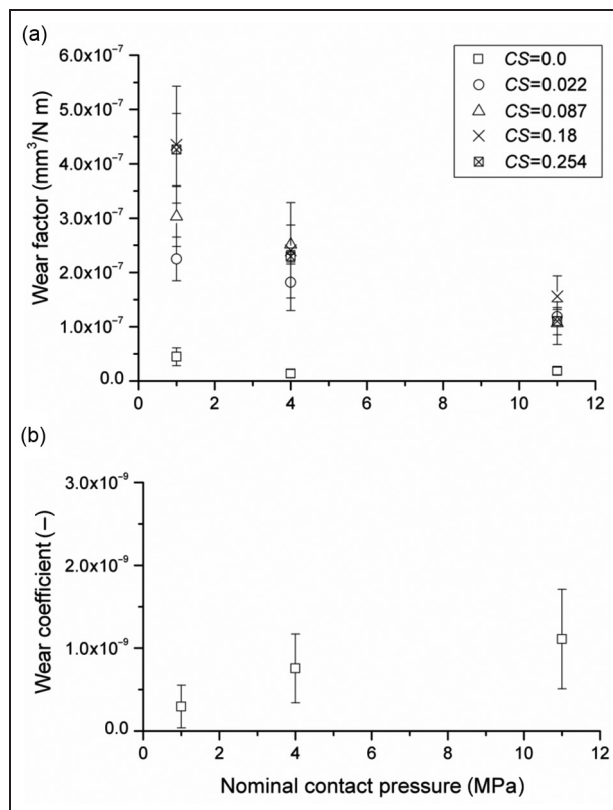 (a)
6.0x10⁻⁷
5.0x10⁻⁷
4.0x10⁻⁷
3.0x10⁻⁷
2.0x10⁻⁷
1.0x10⁻⁷
0.0
Wear factor (mm³/N m)
CS=0.0
CS=0.022
CS=0.087
CS=0.18
CS=0.254
0 2 4 6 8 10 12
(b)
3.0x10⁻⁹
2.0x10⁻⁹
1.0x10⁻⁹
0.0
Wear coefficient (–)
0 2 4 6 8 10 12
Nominal contact pressure (MPa)